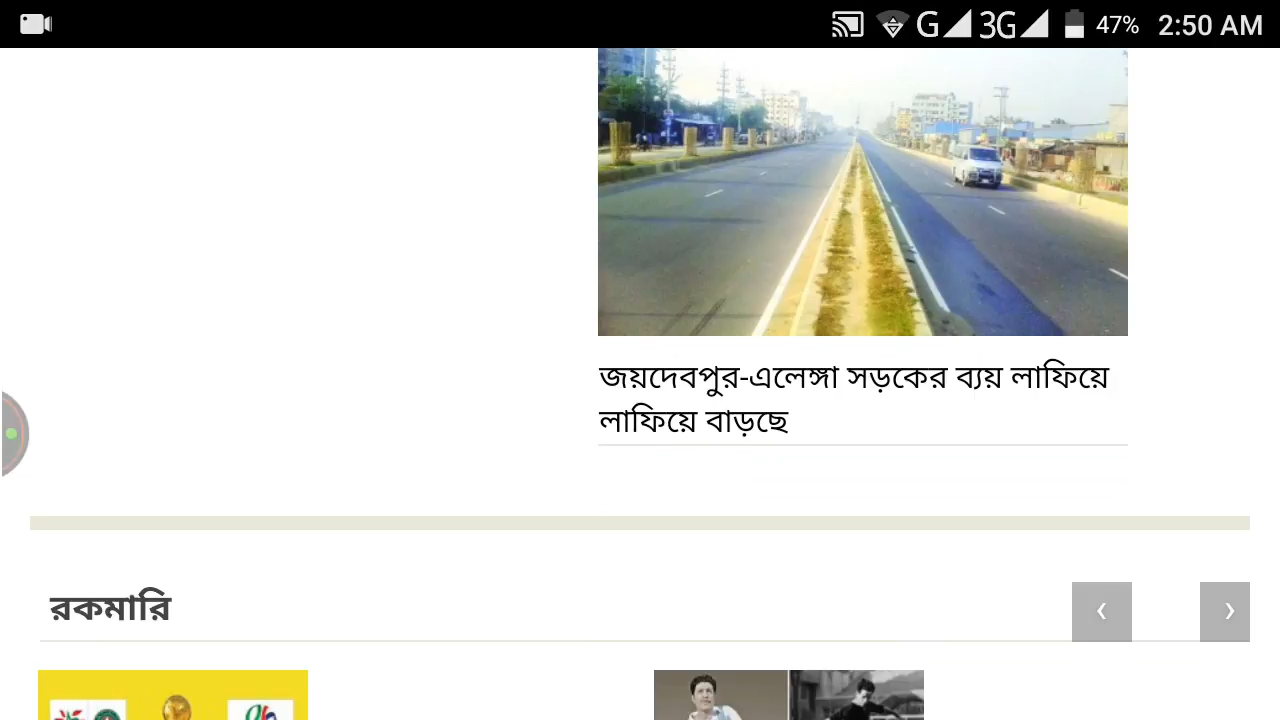 G 3G 47% 2:50 AM
জয়দেবপুর-এলেঙ্গা সড়কের ব্যয় লাফিয়ে
লাফিয়ে বাড়ছে
রকমারি
‹ ›